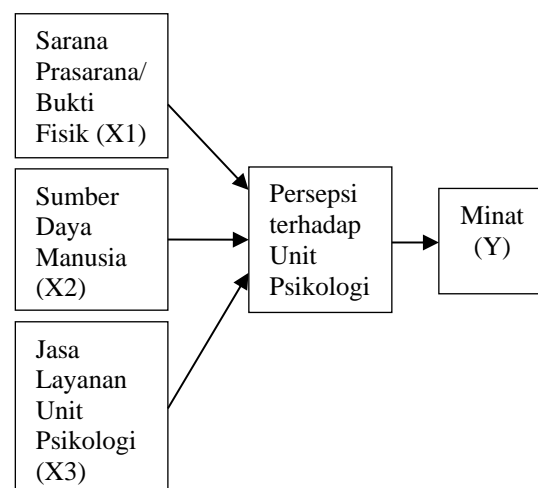 Sarana
Prasarana/
Bukti
Fisik (X1)
Sumber
Daya
Manusia
(X2)
Jasa
Layanan
Unit
Psikologi
(X3)
Persepsi
terhadap
Unit
Psikologi
Minat
(Y)